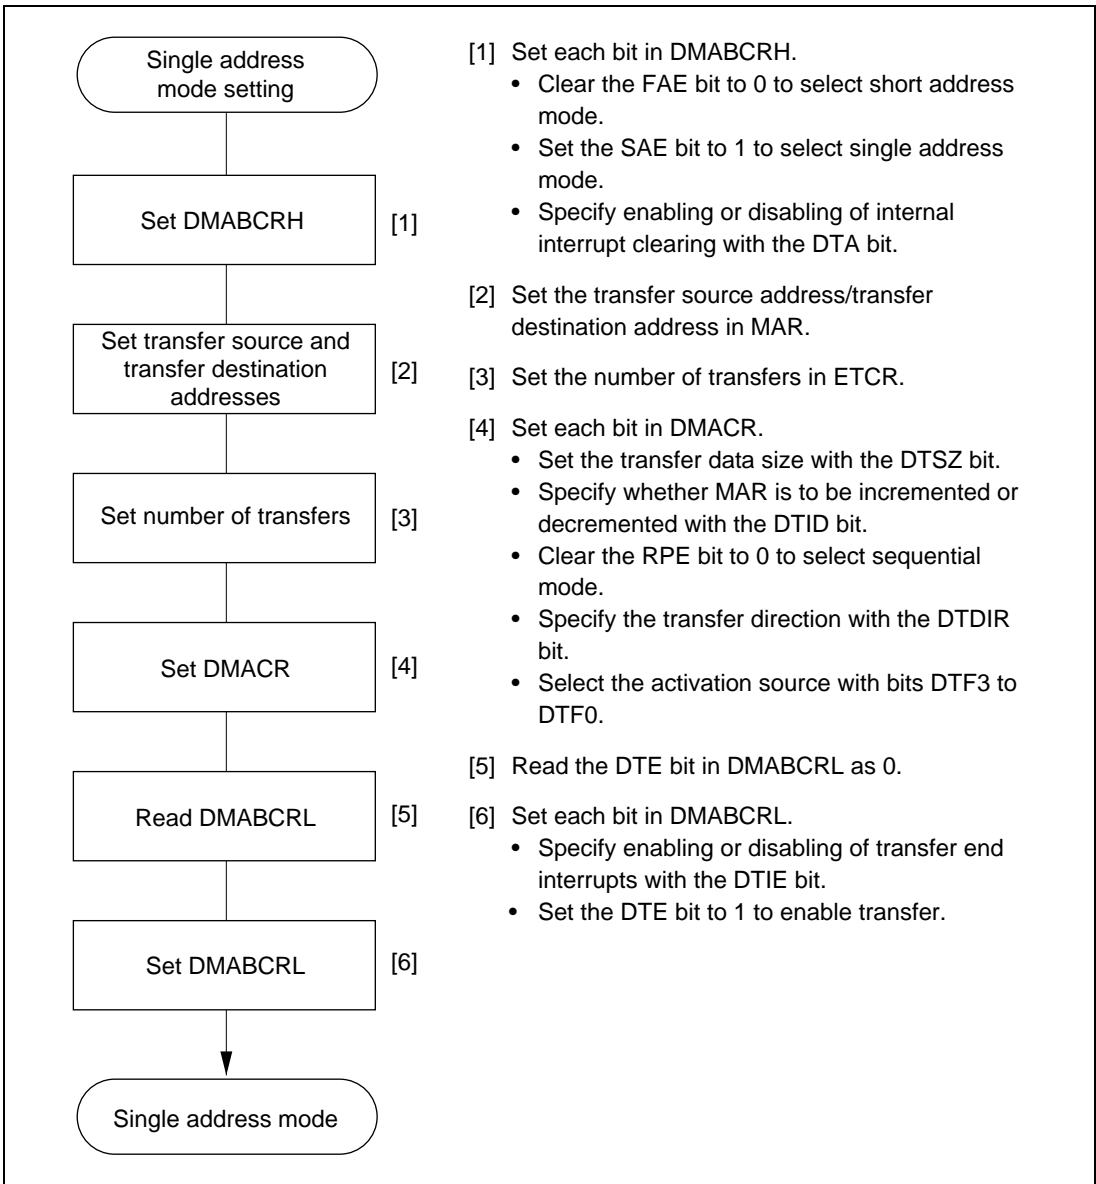 Single address
mode setting
Set DMABCRH
[1]
Set transfer source and
transfer destination
addresses
[2]
Set number of transfers
[3]
Set DMACR
[4]
Read DMABCRL
[5]
Set DMABCRL
[6]
Single address mode
[1] Set each bit in DMABCRH.
• Clear the FAE bit to 0 to select short address
mode.
• Set the SAE bit to 1 to select single address
mode.
• Specify enabling or disabling of internal
interrupt clearing with the DTA bit.
[2] Set the transfer source address/transfer
destination address in MAR.
[3] Set the number of transfers in ETCR.
[4] Set each bit in DMACR.
• Set the transfer data size with the DTSZ bit.
• Specify whether MAR is to be incremented or
decremented with the DTID bit.
• Clear the RPE bit to 0 to select sequential
mode.
• Specify the transfer direction with the DTDIR
bit.
• Select the activation source with bits DTF3 to
DTF0.
[5] Read the DTE bit in DMABCRL as 0.
[6] Set each bit in DMABCRL.
• Specify enabling or disabling of transfer end
interrupts with the DTIE bit.
• Set the DTE bit to 1 to enable transfer.